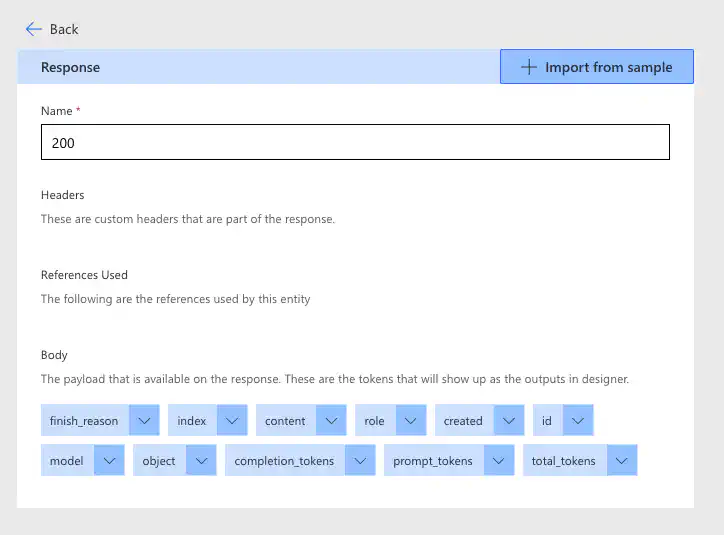 Back
Response
Import from sample
Name *
200
Headers
These are custom headers that are part of the response.
References Used
The following are the references used by this entity
Body
The payload that is available on the response. These are the tokens that will show up as the outputs in designer.
finish_reason index content role created id
model object completion_tokens prompt_tokens total_tokens